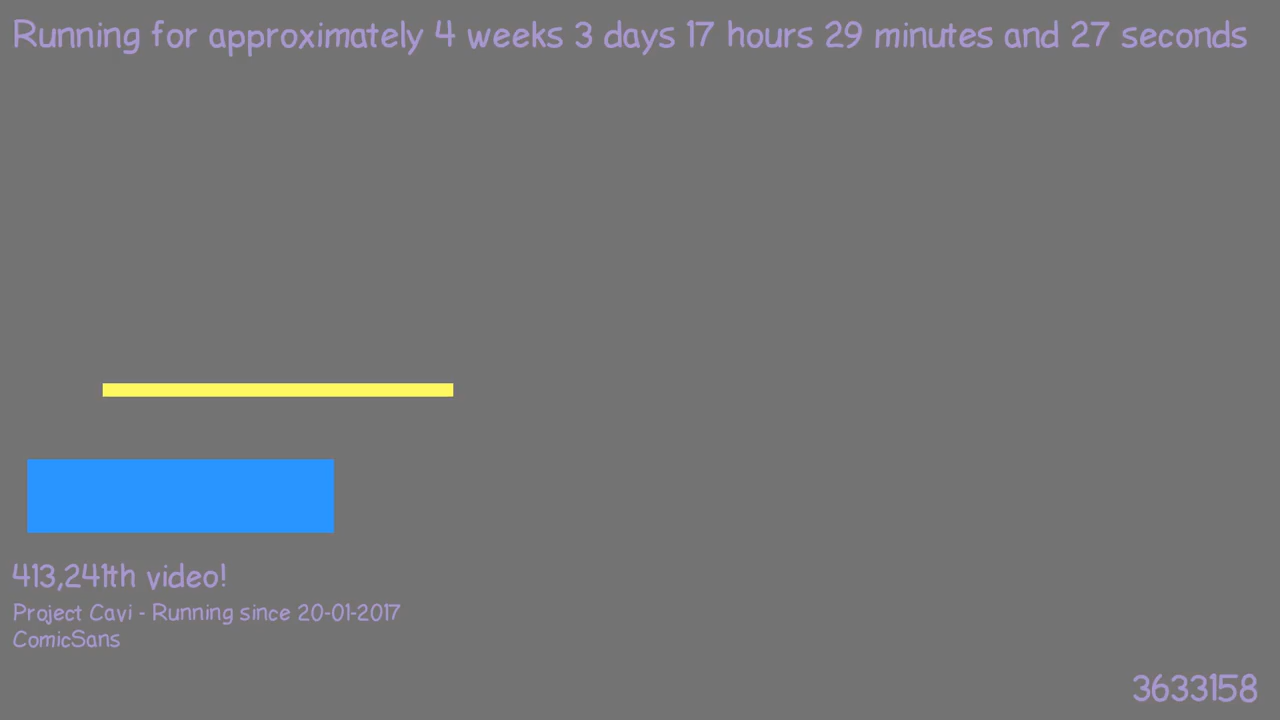 Running for approximately 4 weeks 3 days 17 hours 29 minutes and 27 seconds
413,241th video!
Project Cavi - Running since 20-01-2017
ComicSans
3633158